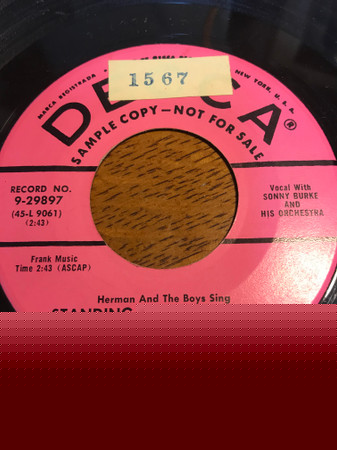 MARCA REGISTRADA
NEW YORK, U. S. A.
1567
DECCA®
SAMPLE COPY—NOT FOR SALE
RECORD NO.
9-29897
(45-L 9061)
(2:43)
Vocal With
SONNY BURKE
AND
HIS ORCHESTRA
Frank Music
Time 2:43 (ASCAP)
Herman And The Boys Sing
STANDING